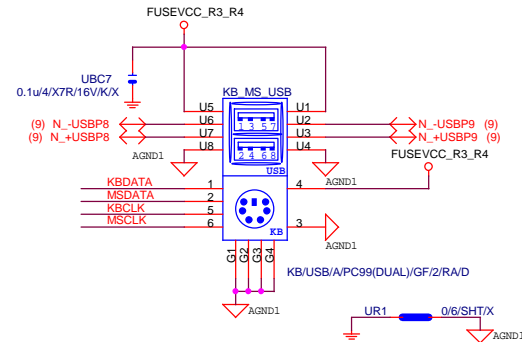 FUSEVCC_R3_R4
UBC7
0.1u/4/X7R/16V/K/X
KB_MS_USB
U5
U1
(9) N_-USBP8
U6
U2
N_-USBP9 (9)
(9) N_+USBP8
U7
U3
N_+USBP9 (9)
U8
U4
1 3 5 7
2 4 6 8
USB
AGND1
AGND1
FUSEVCC_R3_R4
KBDATA
1
4
MSDATA
2
KBCLK
5
MSCLK
6
3
KB
AGND1
G1
G2
G3
G4
KB/USB/A/PC99(DUAL)/GF/2/RA/D
AGND1
UR1
0/6/SHT/X
AGND1